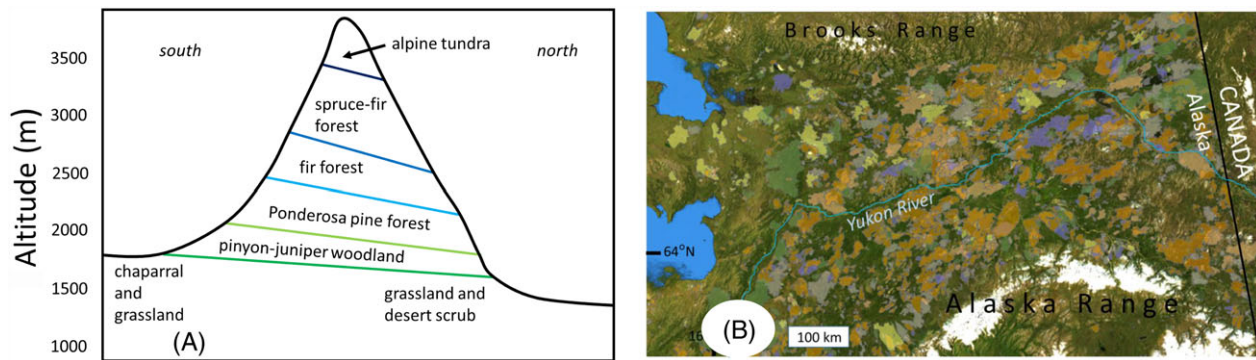 Altitude (m)
3500
3000
2500
2000
1500
1000
south
north
alpine tundra
spruce-fir
forest
fir forest
Ponderosa pine forest
pinyon-juniper woodland
chaparral
and
grassland
grassland and
desert scrub
(A)
Brooks Range
CANADA
Alaska
Yukon River
64°N
Alaska Range
16
(B)
100 km